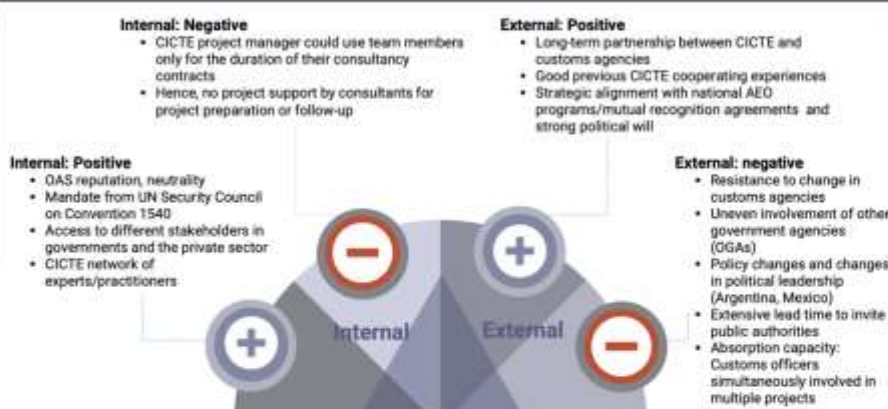 Internal: Negative
• CICTE project manager could use team members
only for the duration of their consultancy
contracts
• Hence, no project support by consultants for
project preparation or follow-up
External: Positive
• Long-term partnership between CICTE and
customs agencies
• Good previous CICTE cooperating experiences
• Strategic alignment with national AEO
programs/mutual recognition agreements and
strong political will
Internal: Positive
• OAS reputation, neutrality
• Mandate from UN Security Council
on Convention 1540
• Access to different stakeholders in
governments and the private sector
• CICTE network of
experts/practitioners
External: negative
• Resistance to change in
customs agencies
• Uneven involvement of other
government agencies
(OGAs)
• Policy changes and changes
in political leadership
(Argentina, Mexico)
• Extensive lead time to invite
public authorities
• Absorption capacity:
Customs officers
simultaneously involved in
multiple projects
Internal
External